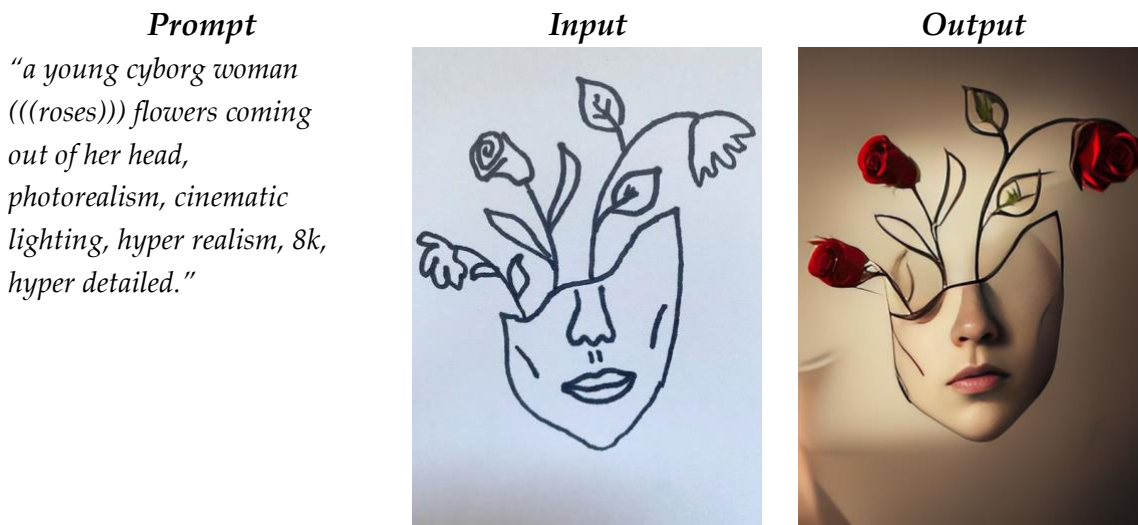 Prompt
Input
Output
“a young cyborg woman
(((roses))) flowers coming
out of her head,
photorealism, cinematic
lighting, hyper realism, 8k,
hyper detailed.”